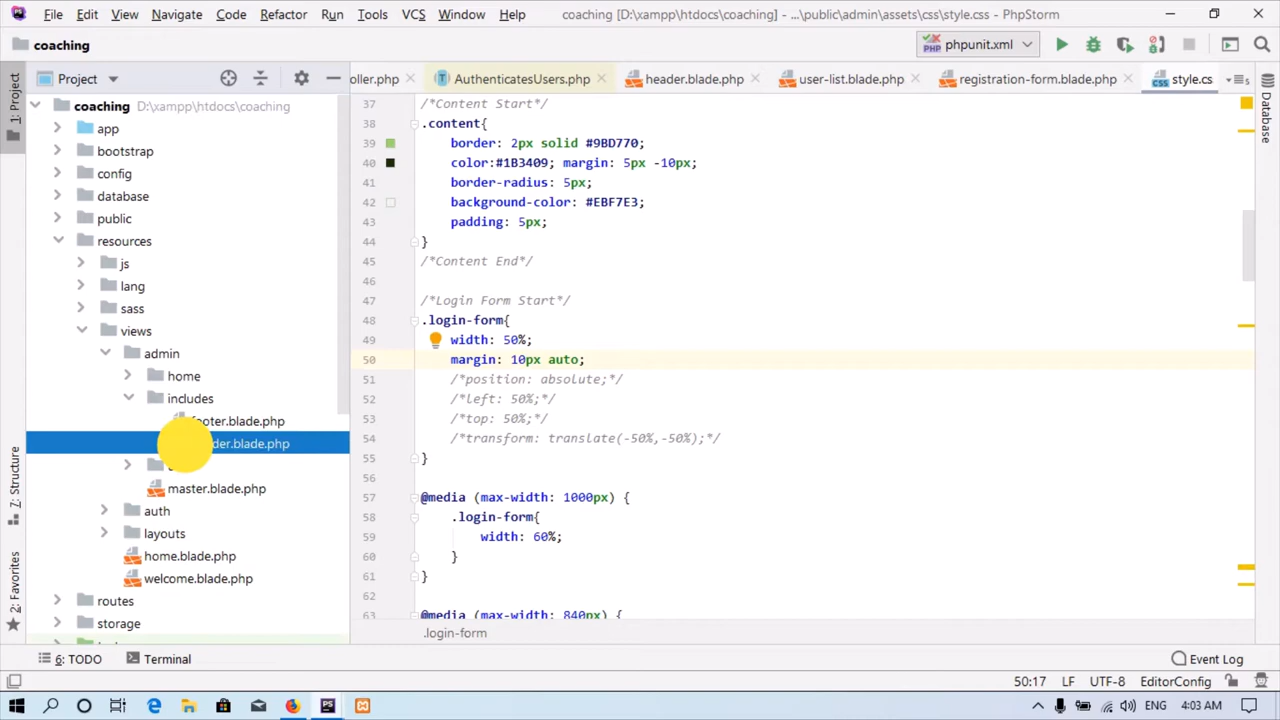 File Edit View Navigate Code Refactor Run Tools VCS Window Help coaching [D:\xampp\htdocs\coaching] - ...\public\admin\assets\css\style.css - PhpStorm
coaching phpunit.xml
1: Project
Project
oller.php AuthenticatesUsers.php header.blade.php user-list.blade.php registration-form.blade.php style.css
Database
coaching D:\xampp\htdocs\coaching
app
bootstrap
config
database
public
resources
js
lang
sass
views
admin
home
includes
footer.blade.php
der.blade.php
master.blade.php
auth
layouts
home.blade.php
welcome.blade.php
routes
storage
37 /*Content Start*/
38 .content{
39 border: 2px solid #9BD770;
40 color:#1B3409; margin: 5px -10px;
41 border-radius: 5px;
42 background-color: #EBF7E3;
43 padding: 5px;
44 }
45 /*Content End*/
46
47 /*Login Form Start*/
48 .login-form{
49 width: 50%;
50 margin: 10px auto;
51 /*position: absolute;*/
52 /*left: 50%;*/
53 /*top: 50%;*/
54 /*transform: translate(-50%,-50%);*/
55 }
56
57 @media (max-width: 1000px) {
58 .login-form{
59 width: 60%;
60 }
61 }
62
63 @media (max-width: 840px) {
.login-form
Z: Structure
2: Favorites
6: TODO Terminal Event Log
50:17 LF UTF-8 EditorConfig
ENG 4:03 AM